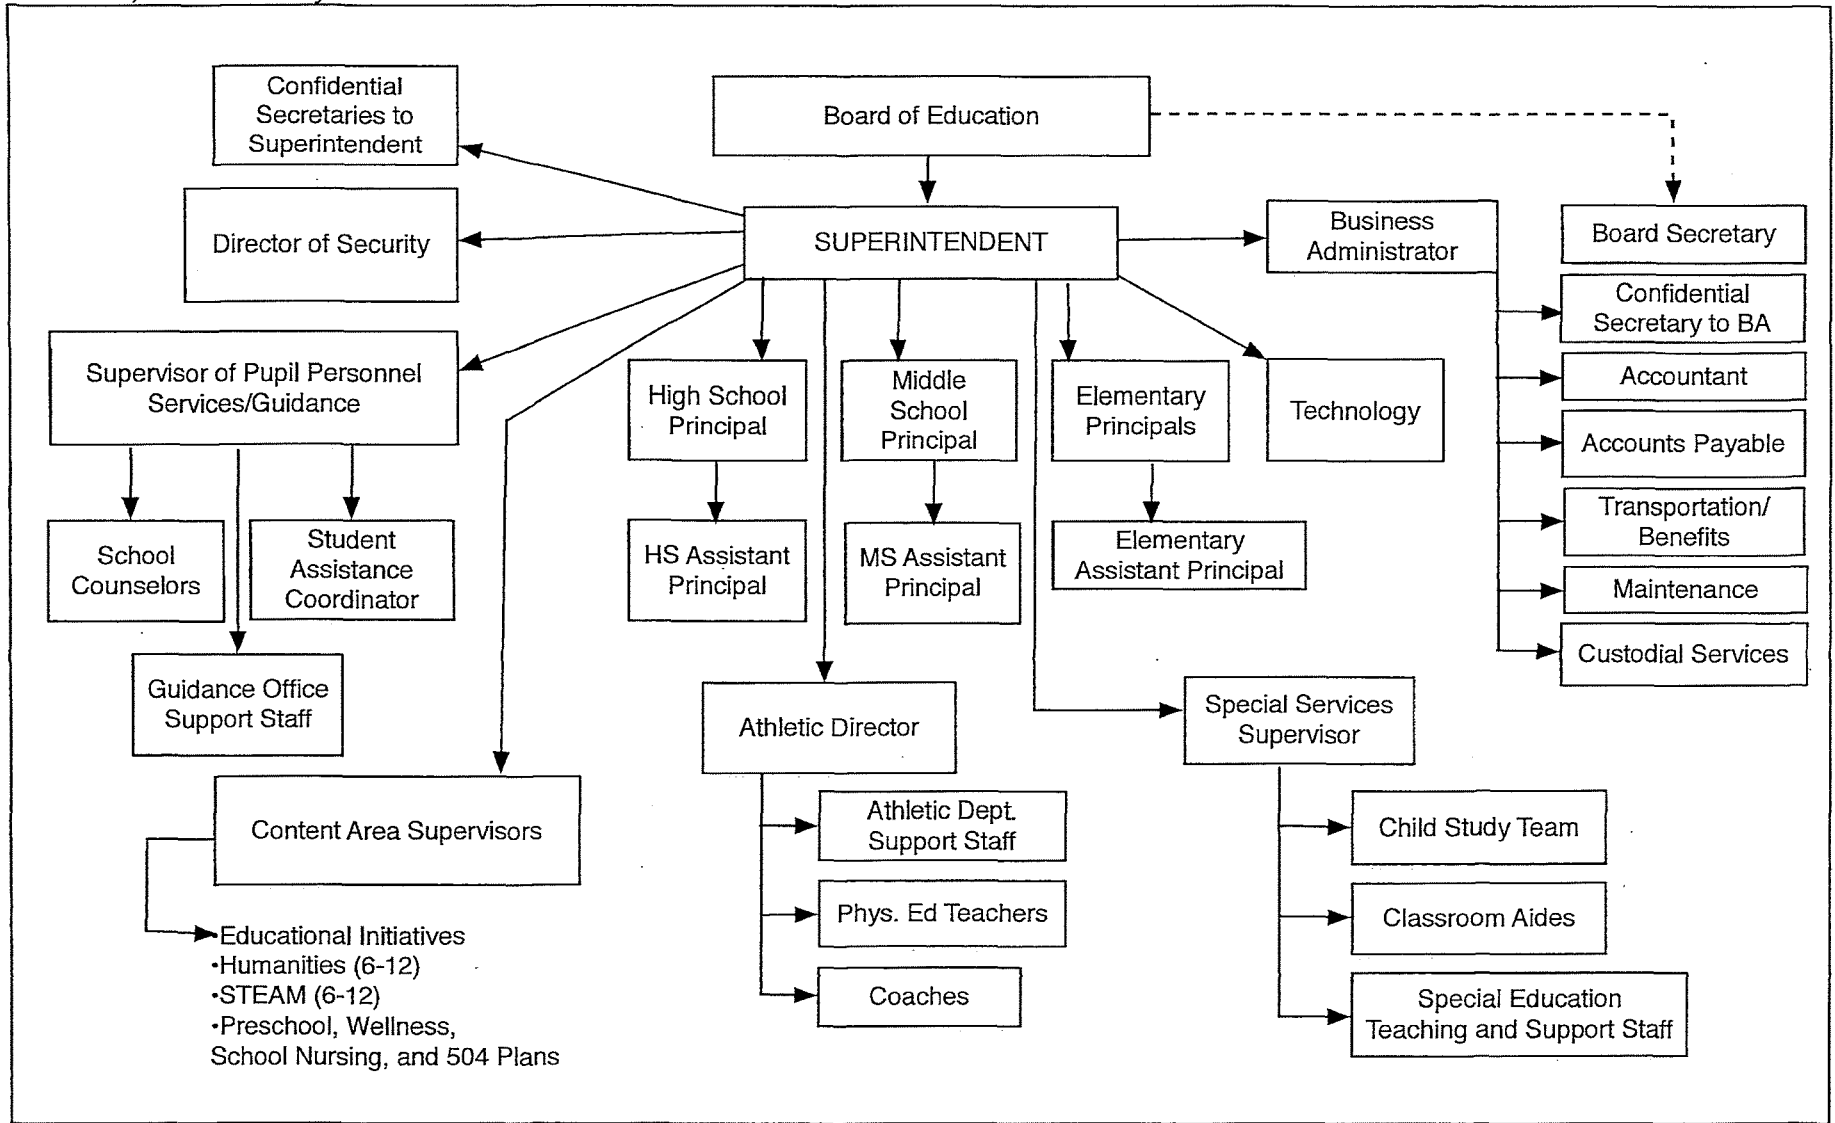 Confidential
Secretaries to
Superintendent
Board of Education
Director of Security
SUPERINTENDENT
Business
Administrator
Board Secretary
Confidential
Secretary to BA
Accountant
Accounts Payable
Transportation/
Benefits
Maintenance
Custodial Services
Supervisor of Pupil Personnel
Services/Guidance
High School
Principal
Middle
School
Principal
Elementary
Principals
Technology
School
Counselors
Student
Assistance
Coordinator
HS Assistant
Principal
MS Assistant
Principal
Elementary
Assistant Principal
Guidance Office
Support Staff
Athletic Director
Special Services
Supervisor
Content Area Supervisors
Athletic Dept.
Support Staff
Phys. Ed Teachers
Coaches
Child Study Team
Classroom Aides
Special Education
Teaching and Support Staff
•Educational Initiatives
•Humanities (6-12)
•STEAM (6-12)
•Preschool, Wellness,
School Nursing, and 504 Plans